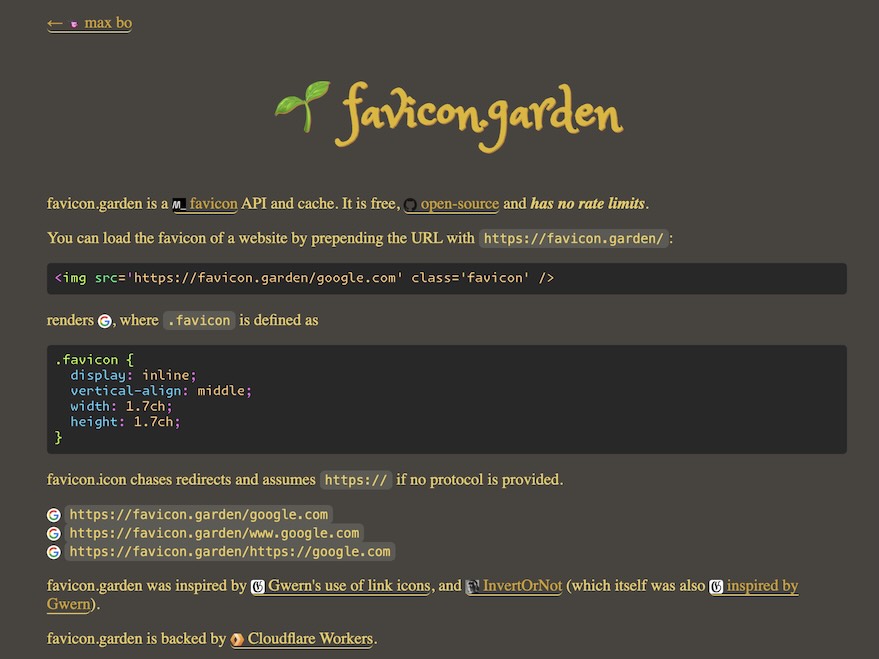 ← max bo
favicon.garden
favicon.garden is a favicon API and cache. It is free, open-source and has no rate limits.
You can load the favicon of a website by prepending the URL with https://favicon.garden/ :
<img src='https://favicon.garden/google.com' class='favicon' />
renders , where .favicon is defined as
.favicon {
  display: inline;
  vertical-align: middle;
  width: 1.7ch;
  height: 1.7ch;
}
favicon.icon chases redirects and assumes https:// if no protocol is provided.
https://favicon.garden/google.com
https://favicon.garden/www.google.com
https://favicon.garden/https://google.com
favicon.garden was inspired by Gwern's use of link icons, and InvertOrNot (which itself was also inspired by
Gwern).
favicon.garden is backed by Cloudflare Workers.